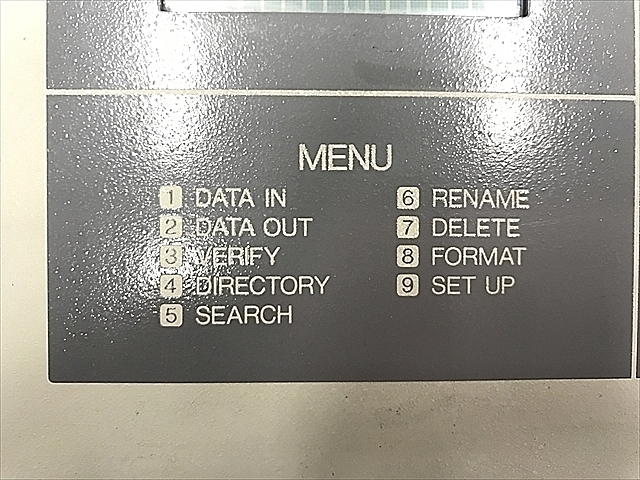 MENU
1 DATA IN
2 DATA OUT
3 VERIFY
4 DIRECTORY
5 SEARCH
6 RENAME
7 DELETE
8 FORMAT
9 SET UP